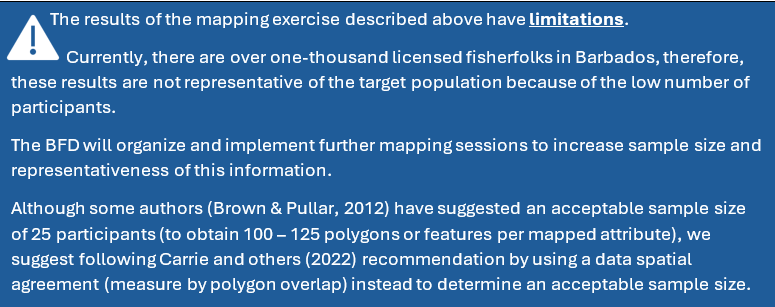 The results of the mapping exercise described above have limitations.
Currently, there are over one-thousand licensed fisherfolks in Barbados, therefore,
these results are not representative of the target population because of the low number of
participants.
The BFD will organize and implement further mapping sessions to increase sample size and
representativeness of this information.
Although some authors (Brown & Pullar, 2012) have suggested an acceptable sample size
of 25 participants (to obtain 100 – 125 polygons or features per mapped attribute), we
suggest following Carrie and others (2022) recommendation by using a data spatial
agreement (measure by polygon overlap) instead to determine an acceptable sample size.